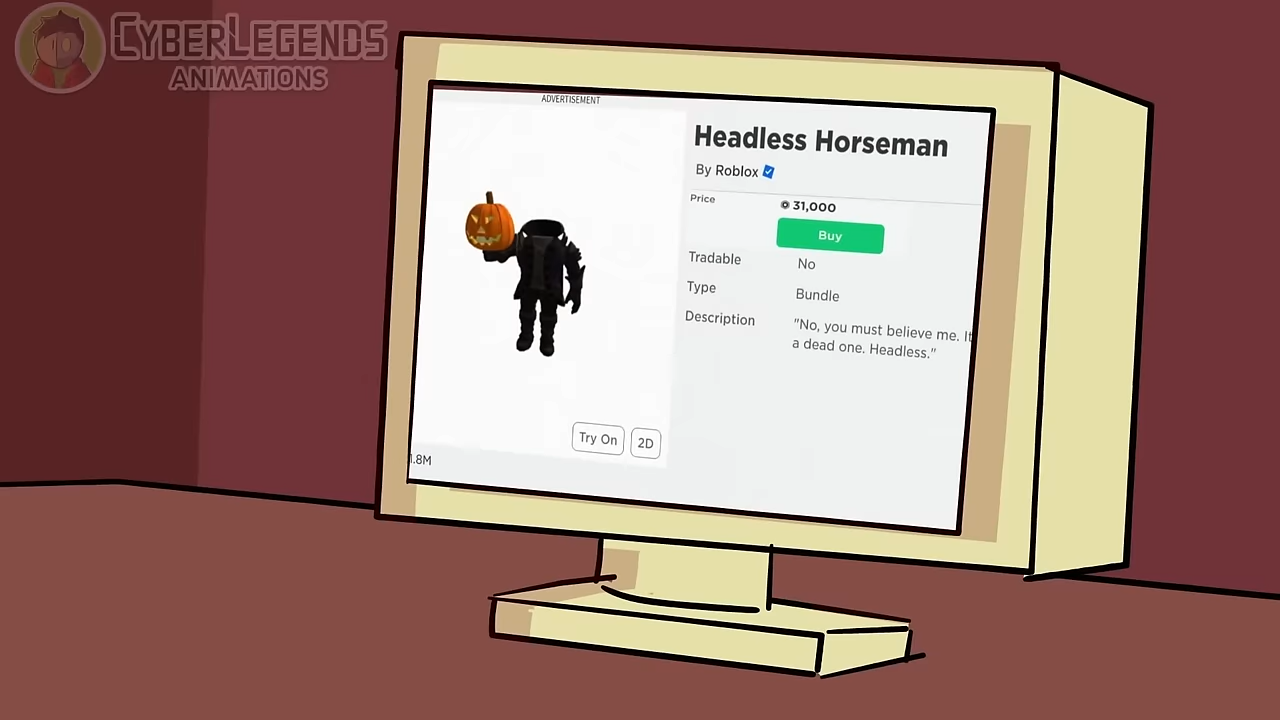 CYBERLEGENDS
ANIMATIONS
ADVERTISEMENT
Headless Horseman
By Roblox
Price 31,000
Buy
Tradable No
Type Bundle
Description "No, you must believe me. It
a dead one. Headless."
Try On 2D
1.8M